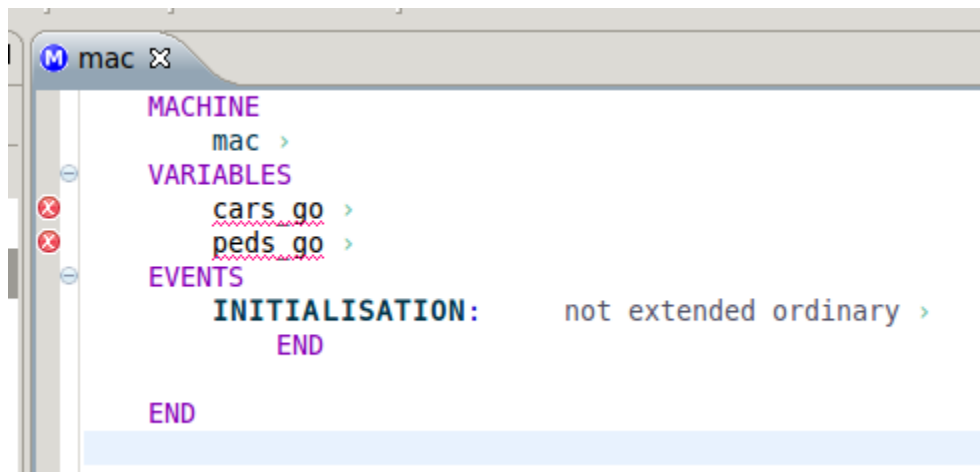 mac
MACHINE
mac ›
VARIABLES
cars_go ›
peds_go ›
EVENTS
INITIALISATION: not extended ordinary ›
END
END